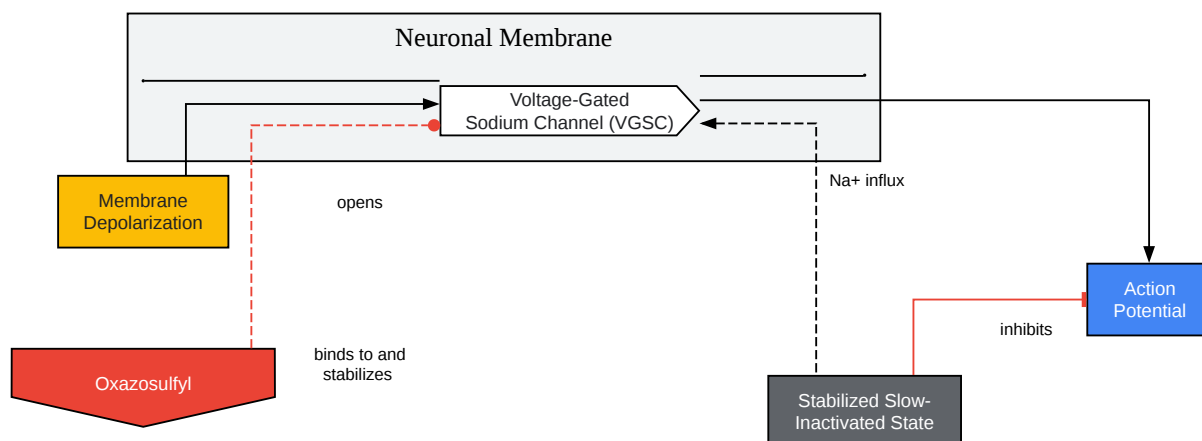 Neuronal Membrane
Voltage-Gated
Sodium Channel (VGSC)
Membrane
Depolarization
opens
Na+ influx
Action
Potential
inhibits
binds to and
stabilizes
Oxazosulfyl
Stabilized Slow-
Inactivated State